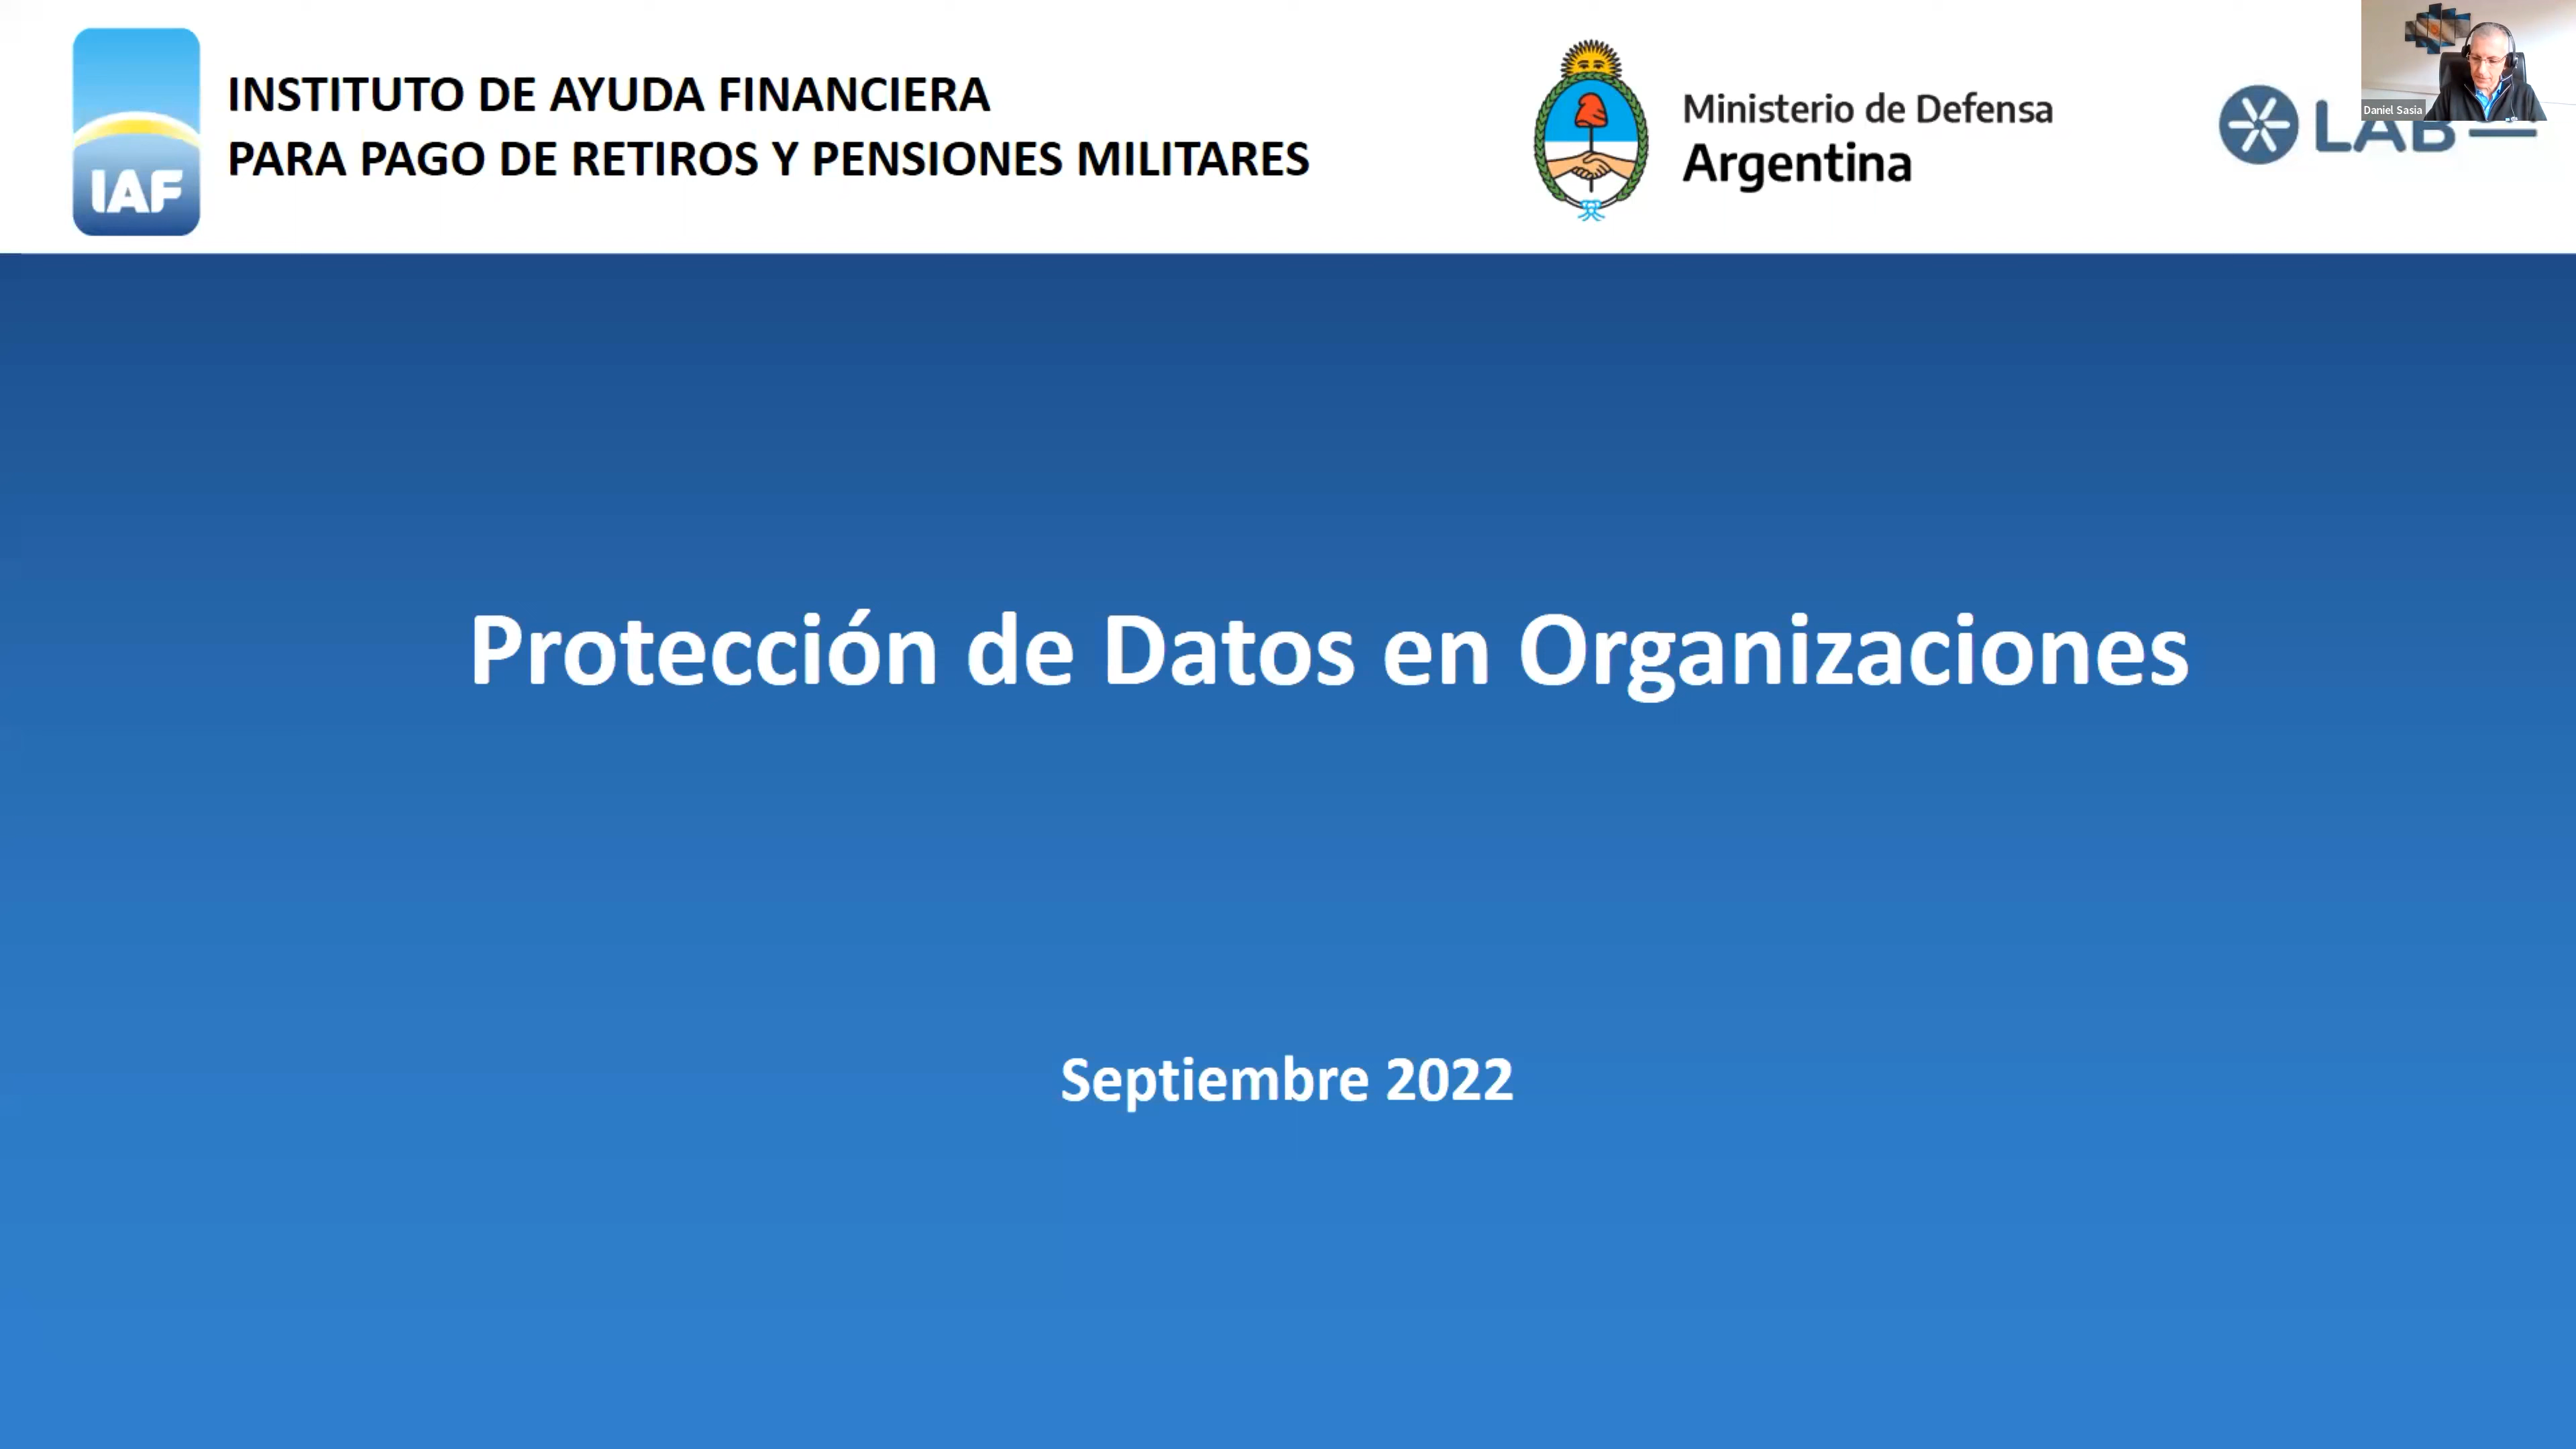 INSTITUTO DE AYUDA FINANCIERA
PARA PAGO DE RETIROS Y PENSIONES MILITARES
IAF
Ministerio de Defensa
Argentina
LAB
Daniel Sasia
Protección de Datos en Organizaciones
Septiembre 2022